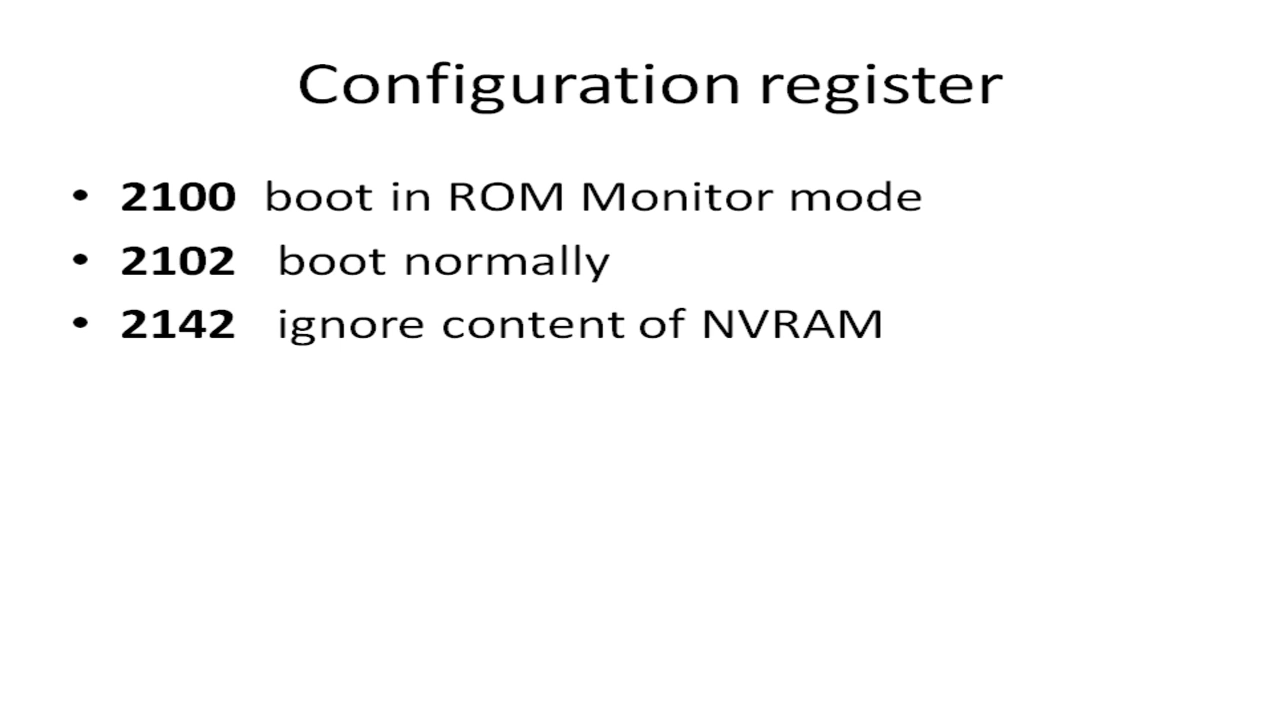 Configuration register
• 2100 boot in ROM Monitor mode
• 2102 boot normally
• 2142 ignore content of NVRAM